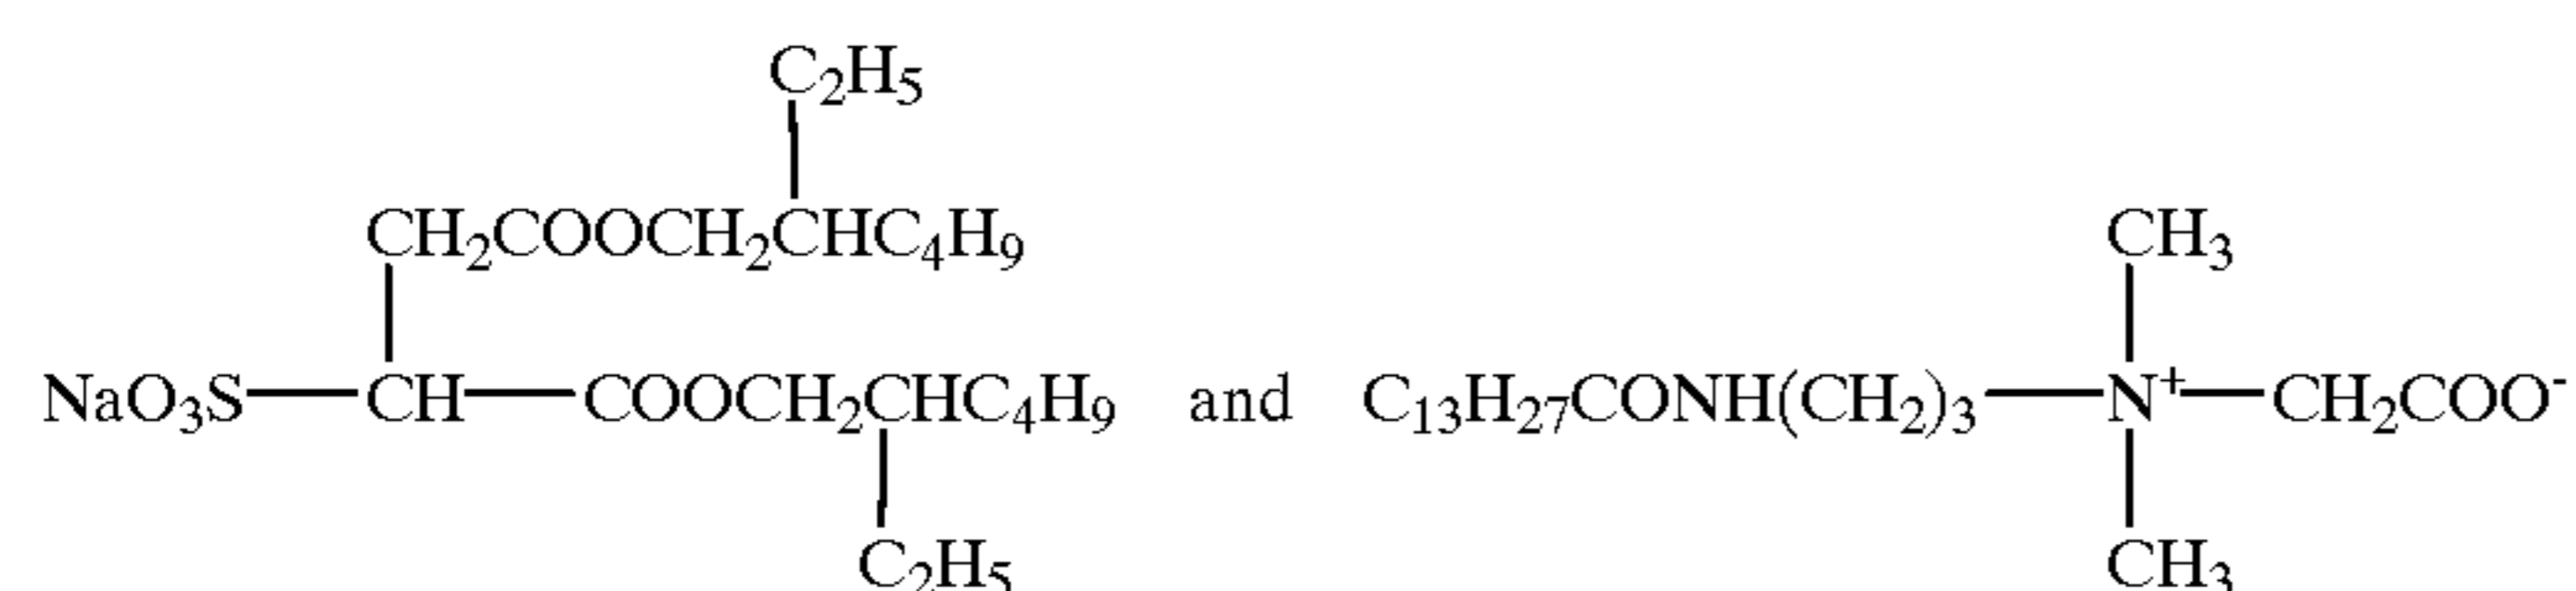 C₂H₅
CH₂COOCH₂CHC₄H₉ CH₃
NaO₃S—CH—COOCH₂CHC₄H₉ and C₁₃H₂₇CONH(CH₂)₃—N⁺—CH₂COO⁻
C₂H₅ CH₃